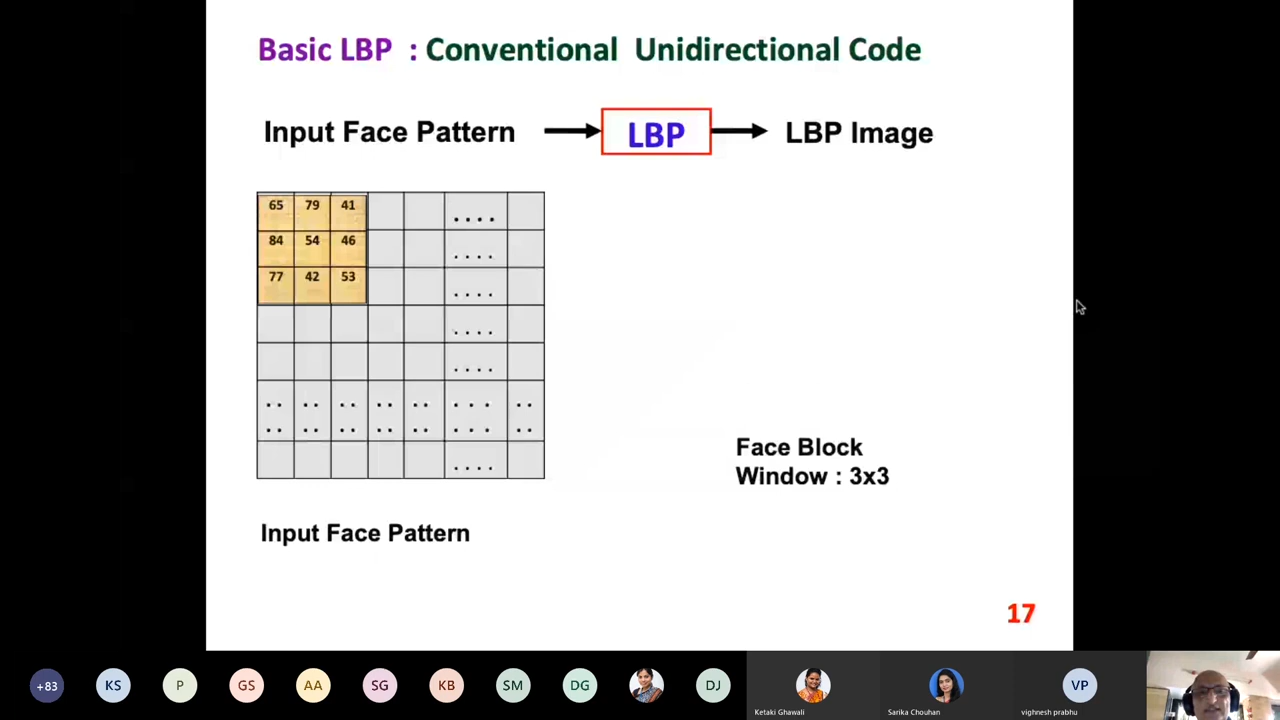 Basic LBP : Conventional Unidirectional Code
Input Face Pattern
LBP
LBP Image
65 79 41
....
84 54 46
....
77 42 53
....
....
....
.. .. .. .. .. ... ..
.. .. .. .. .. ... ..
....
Face Block
Window : 3x3
Input Face Pattern
17
+83
KS
P
GS
AA
SG
KB
SM
DG
DJ
VP
Ketaki Ghawali
Sarika Chouhan
vighnesh prabhu